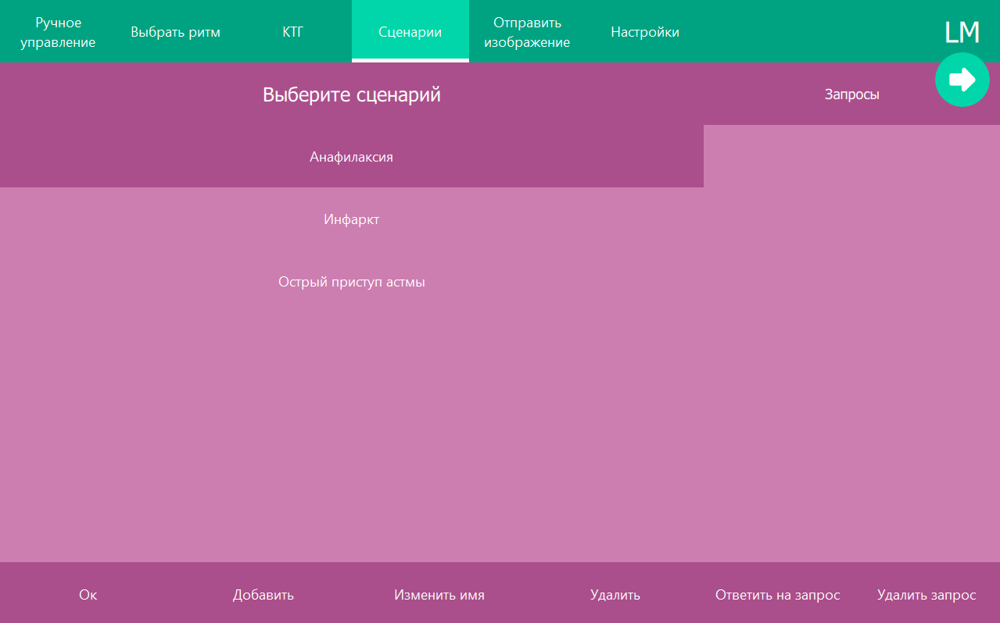 Ручное
управление
Выбрать ритм
КТГ
Сценарии
Отправить
изображение
Настройки
LM
Выберите сценарий
Запросы
Анафилаксия
Инфаркт
Острый приступ астмы
Ок
Добавить
Изменить имя
Удалить
Ответить на запрос
Удалить запрос